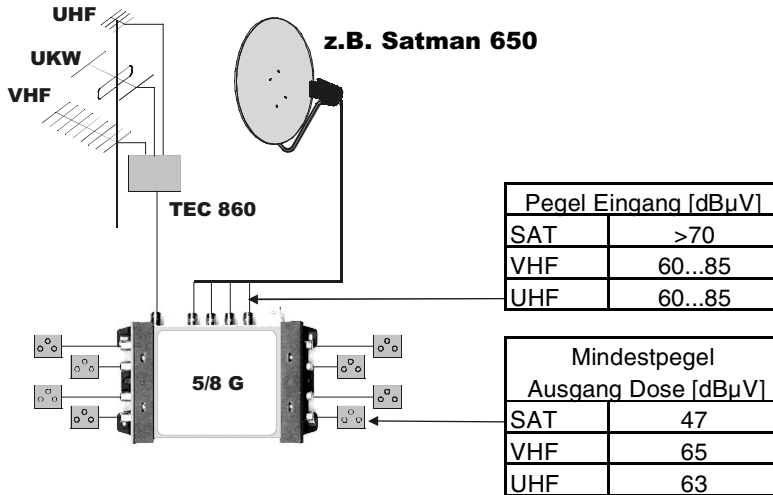 UHF
z.B. Satman 650
UKW
VHF
TEC 860
Pegel Eingang [dBµV]
SAT >70
VHF 60...85
UHF 60...85
5/8 G
Mindestpegel
Ausgang Dose [dBµV]
SAT 47
VHF 65
UHF 63